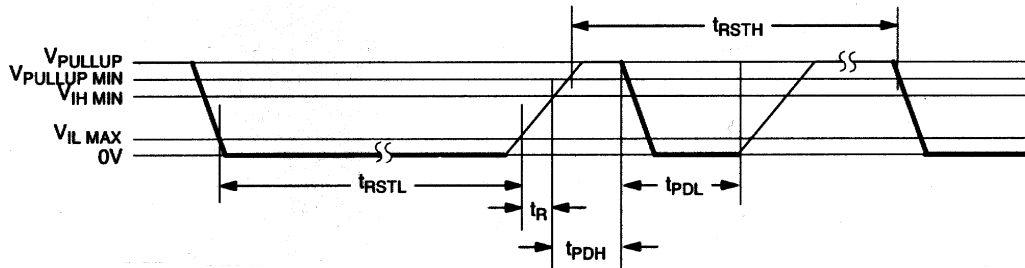 tRSTH
VPULLUP
VPULLUP MIN
VIH MIN
VIL MAX
0V
tRSTL
tPDL
tR
tPDH